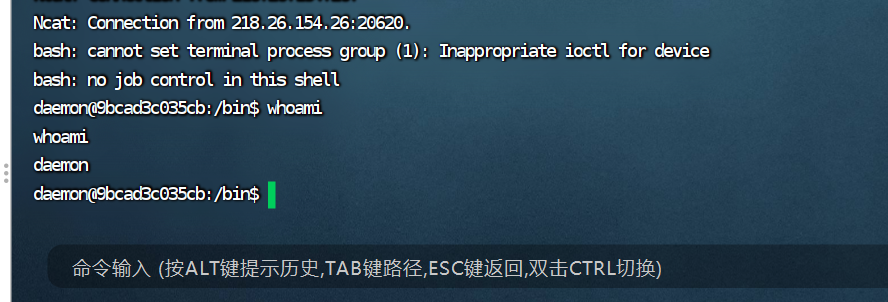 Ncat: Connection from 218.26.154.26:20620.
bash: cannot set terminal process group (1): Inappropriate ioctl for device
bash: no job control in this shell
daemon@9bcad3c035cb:/bin$ whoami
whoami
daemon
daemon@9bcad3c035cb:/bin$
命令输入 (按ALT键提示历史,TAB键路径,ESC键返回,双击CTRL切换)